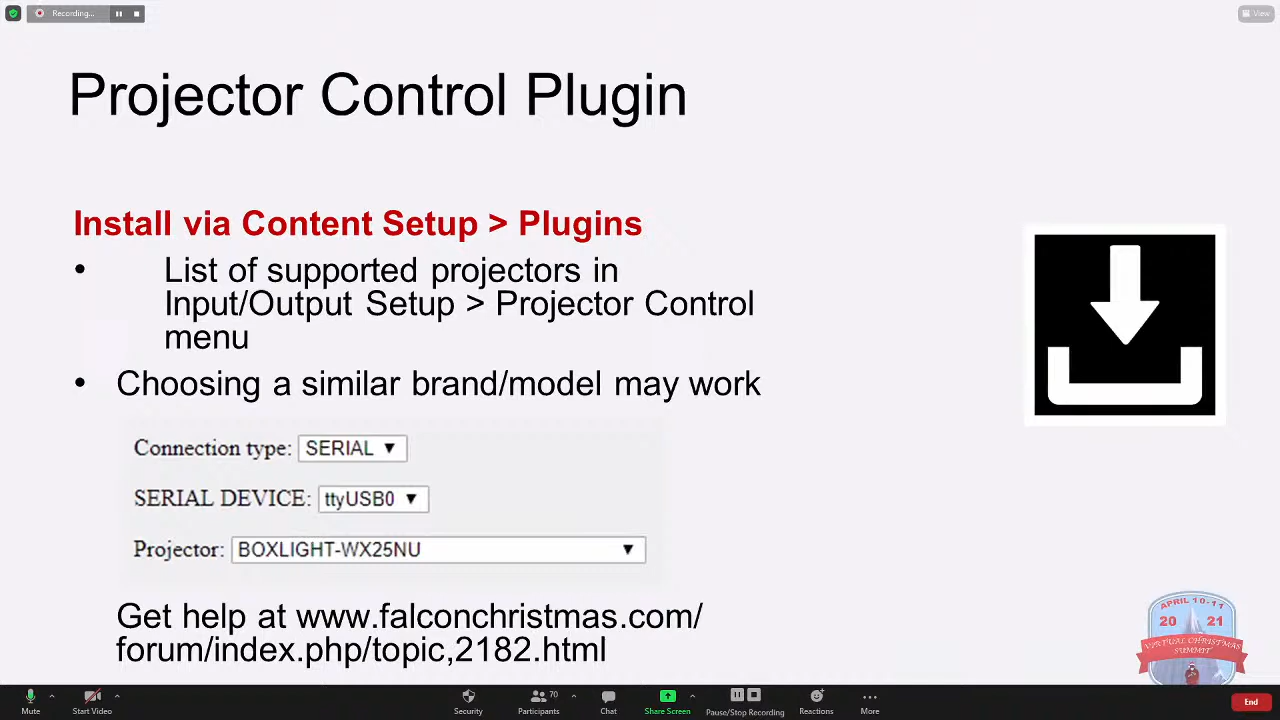 Recording...
View
Projector Control Plugin
Install via Content Setup > Plugins
• List of supported projectors in
Input/Output Setup > Projector Control
menu
• Choosing a similar brand/model may work
Connection type: SERIAL ▼
SERIAL DEVICE: ttyUSB0 ▼
Projector: BOXLIGHT-WX25NU ▼
Get help at www.falconchristmas.com/
forum/index.php/topic,2182.html
APRIL 10-11
20 21
VIRTUAL CHRISTMAS
SUMMIT
Mute
Start Video
Security
Participants 70
Chat
Share Screen
Pause/Stop Recording
Reactions
More
End